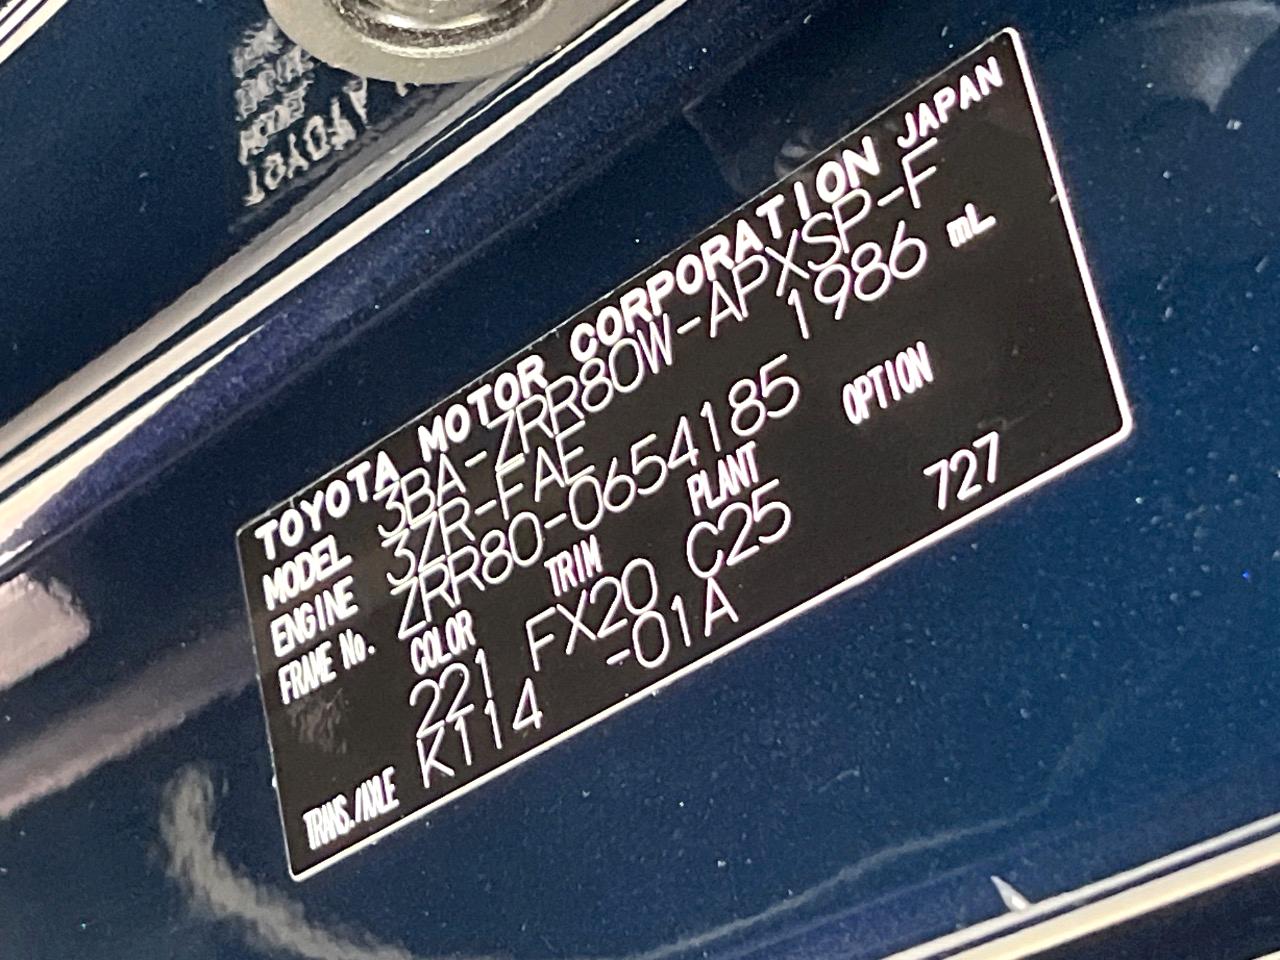 TOYOTA MOTOR CORPORATION JAPAN
MODEL 3BA-ZRR80W-APXSP-F
ENGINE 3ZR-FAE 1986 mL
FRAME No. ZRR80-0654185
COLOR TRIM PLANT OPTION
221 FX20 C25 727
TRANS./AXLE K114 -01A